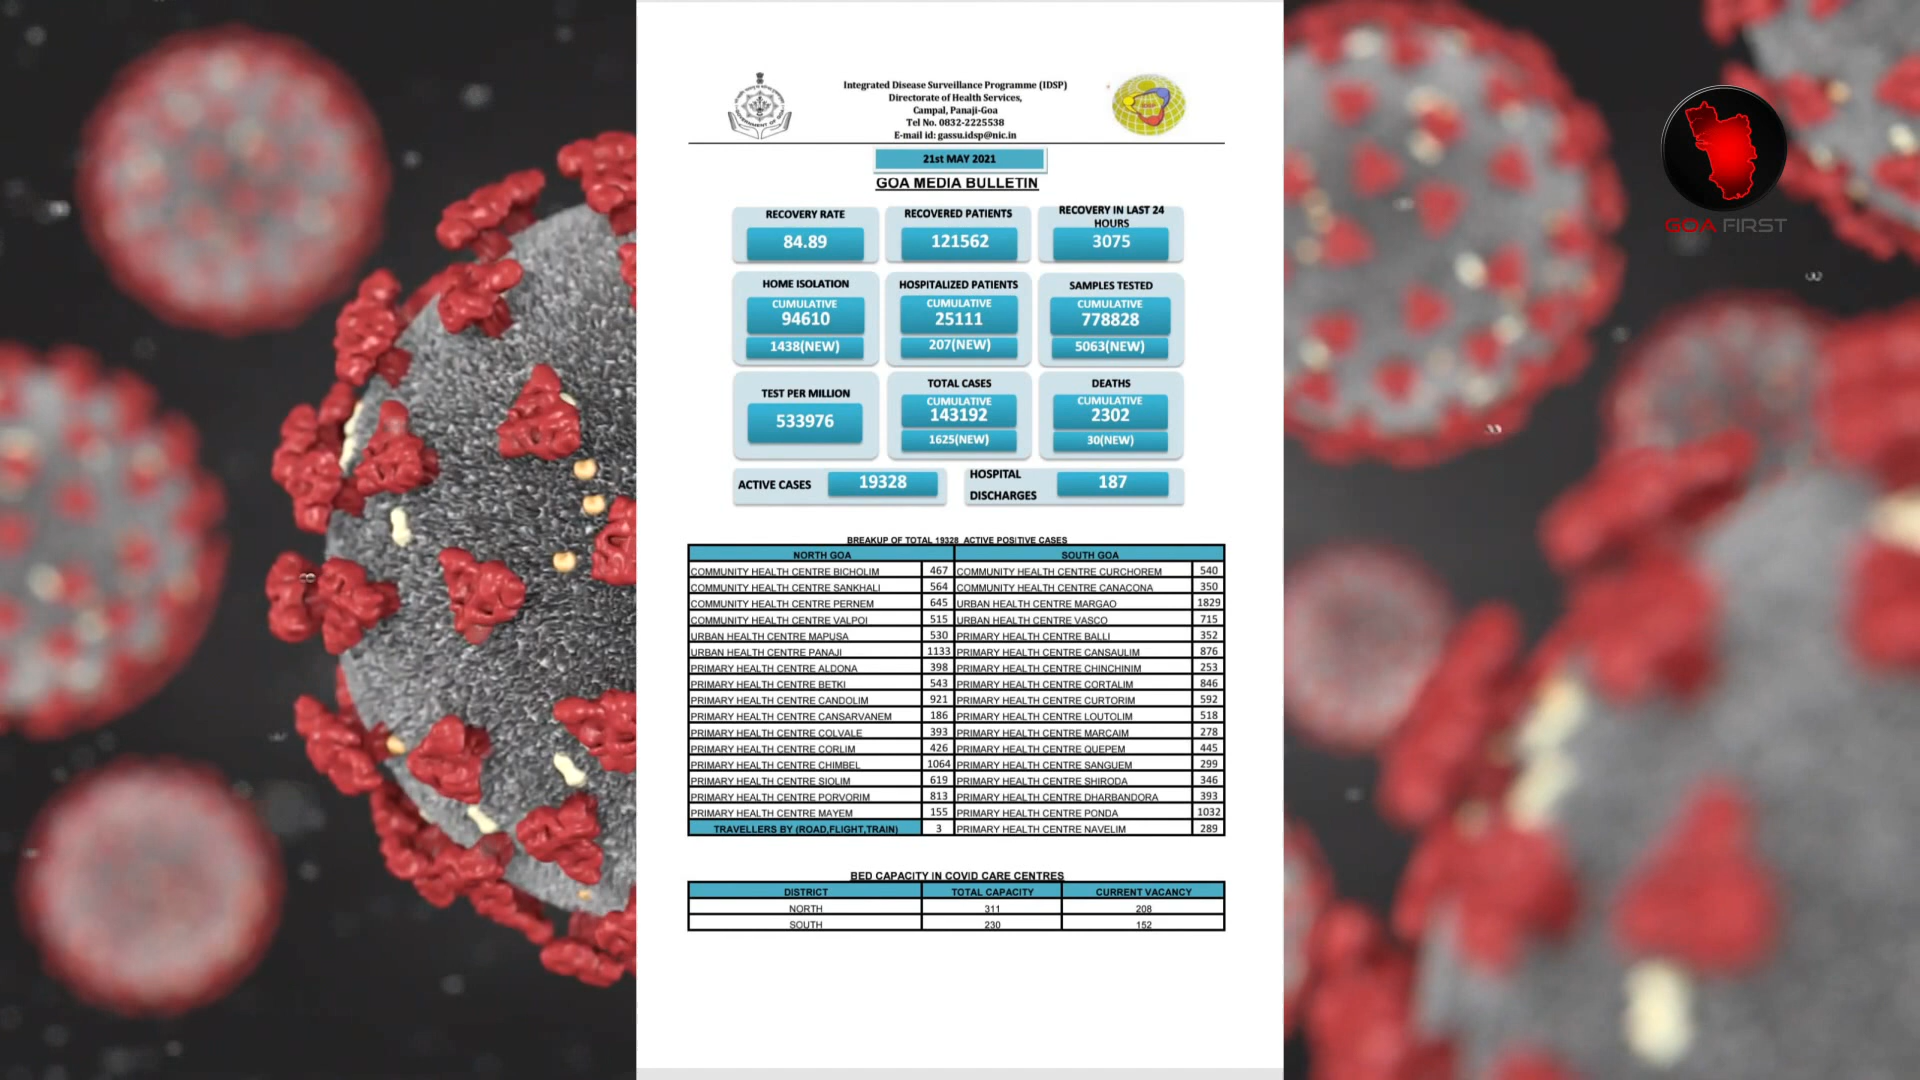 Integrated Disease Surveillance Programme (IDSP)
Directorate of Health Services,
Campal, Panaji-Goa
Tel No. 0832-2225538
E-mail id: gassu.idsp@nic.in
GOA FIRST
21st MAY 2021
GOA MEDIA BULLETIN
RECOVERY RATE
84.89
RECOVERED PATIENTS
121562
RECOVERY IN LAST 24
HOURS
3075
HOME ISOLATION
CUMULATIVE
94610
1438(NEW)
HOSPITALIZED PATIENTS
CUMULATIVE
25111
207(NEW)
SAMPLES TESTED
CUMULATIVE
778828
5063(NEW)
TEST PER MILLION
533976
TOTAL CASES
CUMULATIVE
143192
1625(NEW)
DEATHS
CUMULATIVE
2302
30(NEW)
ACTIVE CASES 19328
HOSPITAL
DISCHARGES
187
BREAKUP OF TOTAL 19328 ACTIVE POSITIVE CASES
NORTH GOA SOUTH GOA
COMMUNITY HEALTH CENTRE BICHOLIM 467 COMMUNITY HEALTH CENTRE CURCHOREM 540
COMMUNITY HEALTH CENTRE SANKHALI 564 COMMUNITY HEALTH CENTRE CANACONA 350
COMMUNITY HEALTH CENTRE PERNEM 645 URBAN HEALTH CENTRE MARGAO 1829
COMMUNITY HEALTH CENTRE VALPOI 515 URBAN HEALTH CENTRE VASCO 715
URBAN HEALTH CENTRE MAPUSA 530 PRIMARY HEALTH CENTRE BALLI 352
URBAN HEALTH CENTRE PANAJI 1133 PRIMARY HEALTH CENTRE CANSAULIM 876
PRIMARY HEALTH CENTRE ALDONA 398 PRIMARY HEALTH CENTRE CHINCHINIM 253
PRIMARY HEALTH CENTRE BETKI 543 PRIMARY HEALTH CENTRE CORTALIM 846
PRIMARY HEALTH CENTRE CANDOLIM 921 PRIMARY HEALTH CENTRE CURTORIM 592
PRIMARY HEALTH CENTRE CANSARVANEM 186 PRIMARY HEALTH CENTRE LOUTOLIM 518
PRIMARY HEALTH CENTRE COLVALE 393 PRIMARY HEALTH CENTRE MARCAIM 278
PRIMARY HEALTH CENTRE CORLIM 426 PRIMARY HEALTH CENTRE QUEPEM 445
PRIMARY HEALTH CENTRE CHIMBEL 1064 PRIMARY HEALTH CENTRE SANGUEM 299
PRIMARY HEALTH CENTRE SIOLIM 619 PRIMARY HEALTH CENTRE SHIRODA 346
PRIMARY HEALTH CENTRE PORVORIM 813 PRIMARY HEALTH CENTRE DHARBANDORA 393
PRIMARY HEALTH CENTRE MAYEM 155 PRIMARY HEALTH CENTRE PONDA 1032
TRAVELLERS BY (ROAD,FLIGHT,TRAIN) 3 PRIMARY HEALTH CENTRE NAVELIM 289
BED CAPACITY IN COVID CARE CENTRES
DISTRICT TOTAL CAPACITY CURRENT VACANCY
NORTH 311 208
SOUTH 230 152